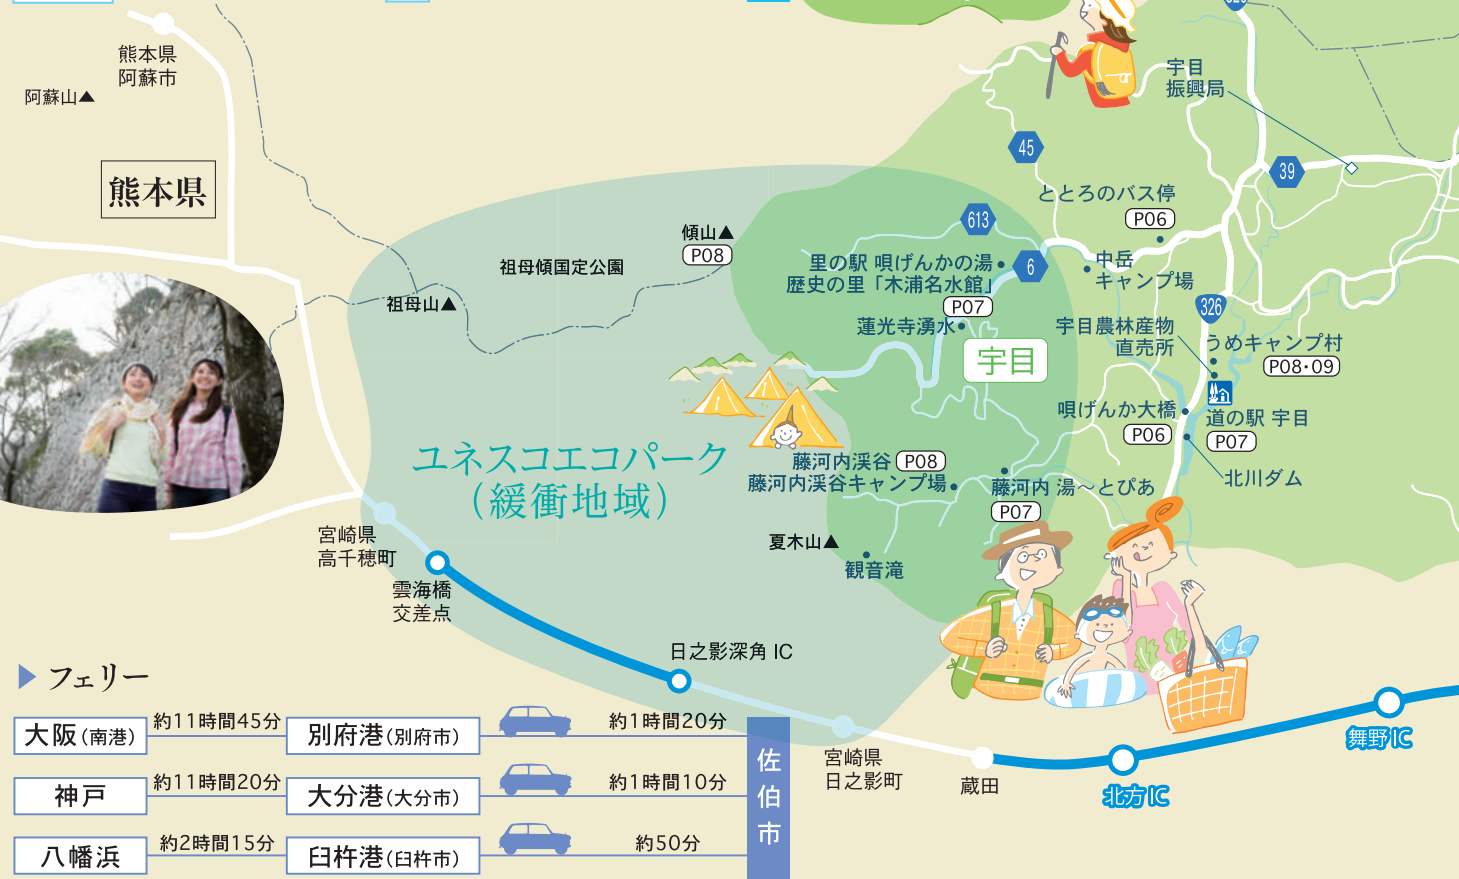 熊本県
阿蘇市
阿蘇山▲
熊本県
宇目
振興局
45
39
ととろのバス停
P06
613
傾山▲
P08
祖母傾国定公園
祖母山▲
里の駅 唄げんかの湯
歴史の里「木浦名水館」
P07
6
中岳
キャンプ場
326
蓮光寺湧水
宇目
宇目農林産物
直売所
うめキャンプ村
P08・09
唄げんか大橋
P06
道の駅 宇目
P07
北川ダム
ユネスコエコパーク
（緩衝地域）
藤河内渓谷 P08
藤河内渓谷キャンプ場
藤河内 湯〜とぴあ
P07
夏木山▲
観音滝
宮崎県
高千穂町
雲海橋
交差点
日之影深角 IC
宮崎県
日之影町
蔵田
北方IC
舞野IC
フェリー
大阪（南港） 約11時間45分 別府港（別府市） 約1時間20分
神戸 約11時間20分 大分港（大分市） 約1時間10分
八幡浜 約2時間15分 臼杵港（臼杵市） 約50分
佐伯市